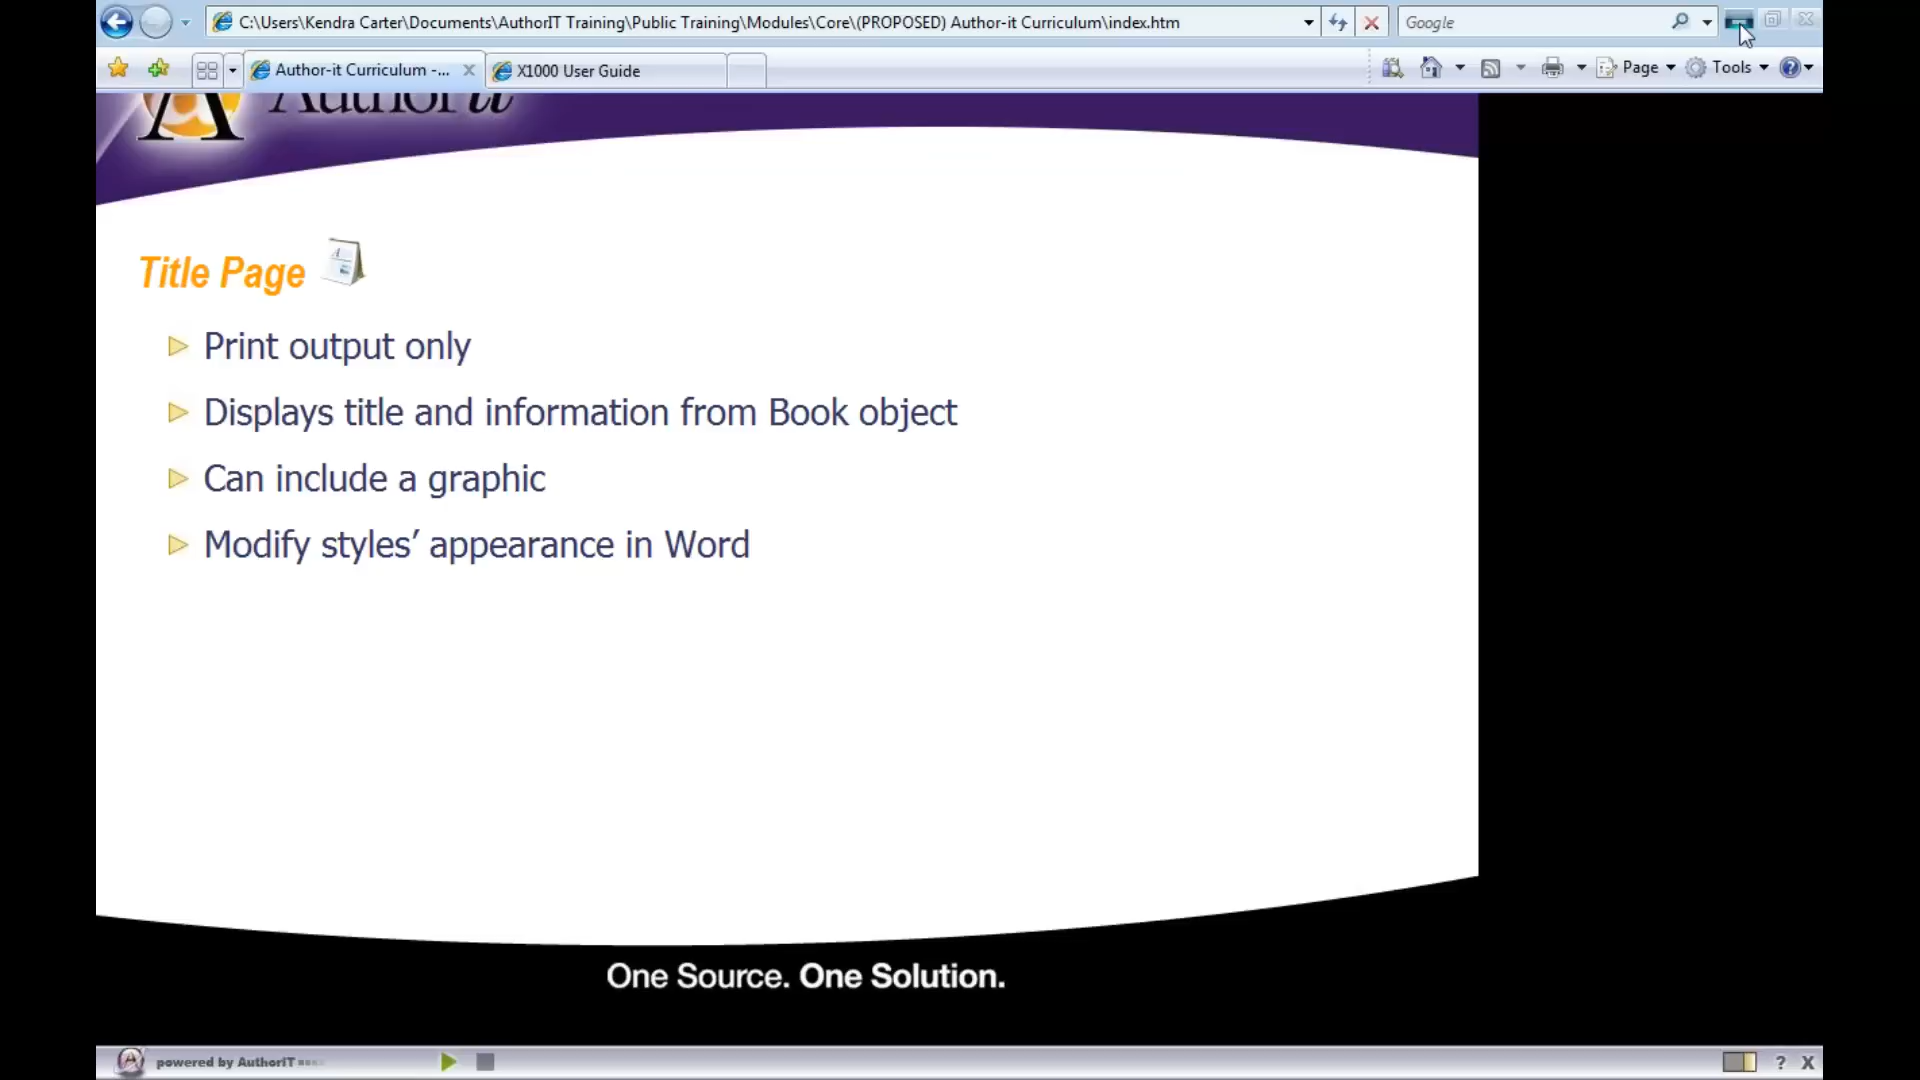 C:\Users\Kendra Carter\Documents\AuthorIT Training\Public Training\Modules\Core\(PROPOSED) Author-it Curriculum\index.htm
Google
Author-it Curriculum -...
X1000 User Guide
Page
Tools
AuthorIT
Title Page
Print output only
Displays title and information from Book object
Can include a graphic
Modify styles’ appearance in Word
One Source. One Solution.
powered by AuthorIT
? X